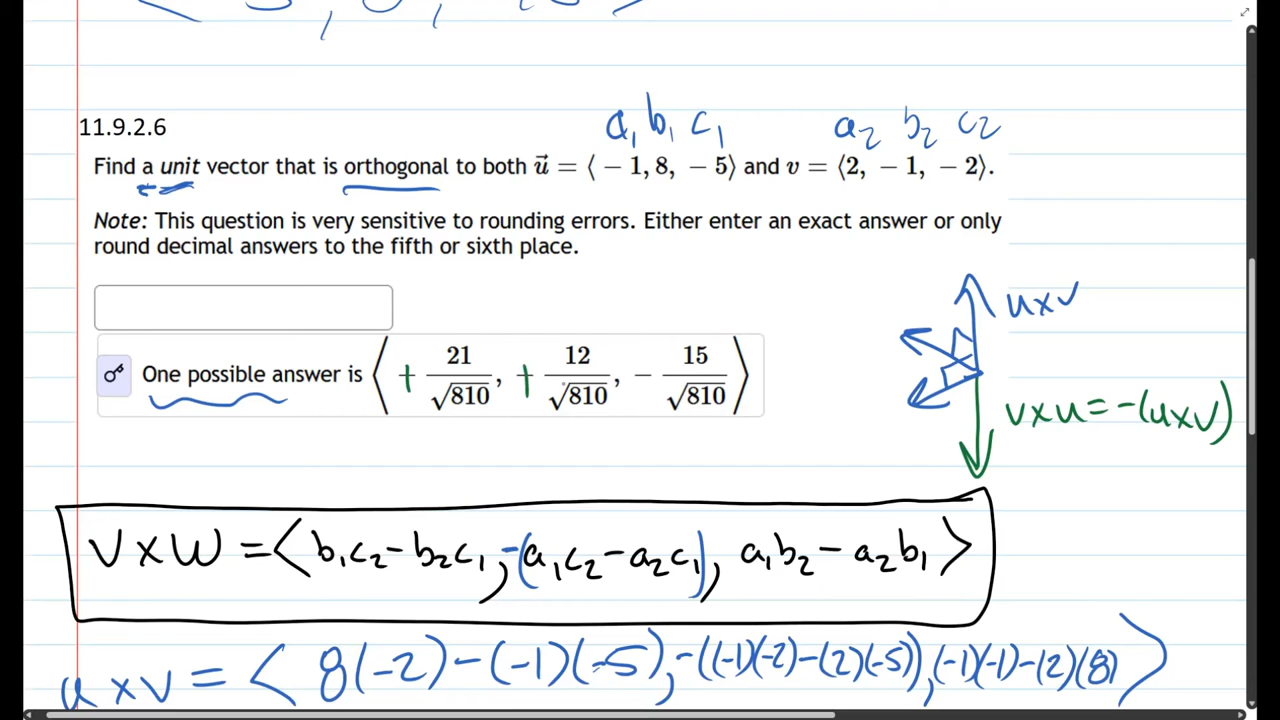 11.9.2.6
a₁ b₁ c₁ a₂ b₂ c₂
Find a unit vector that is orthogonal to both u⃗ = ⟨ − 1, 8, − 5⟩ and v = ⟨2, − 1, − 2⟩.
Note: This question is very sensitive to rounding errors. Either enter an exact answer or only
round decimal answers to the fifth or sixth place.
u×v
One possible answer is ⟨ + 21/√810, + 12/√810, − 15/√810 ⟩
v×u = -(u×v)
v×w = ⟨ b₁c₂ - b₂c₁, -(a₁c₂ - a₂c₁), a₁b₂ - a₂b₁ ⟩
u×v = ⟨ 8(-2) - (-1)(-5), -((-1)(-2) - (2)(-5)), (-1)(-1) - (2)(8) ⟩